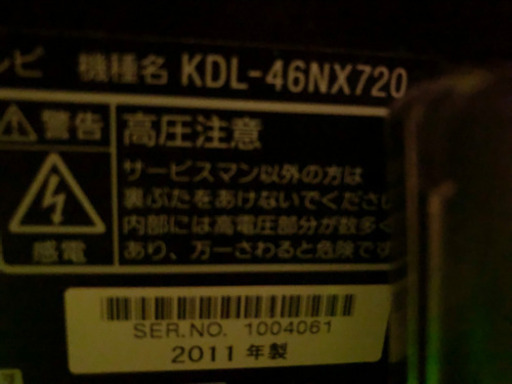 レビ 機種名 KDL-46NX720
警告
高圧注意
サービスマン以外の方は
裏ぶたをあけないでくださ
内部には高電圧部分が数多く
あり、万一さわると危険です
感電
SER.NO. 1004061
2011 年製